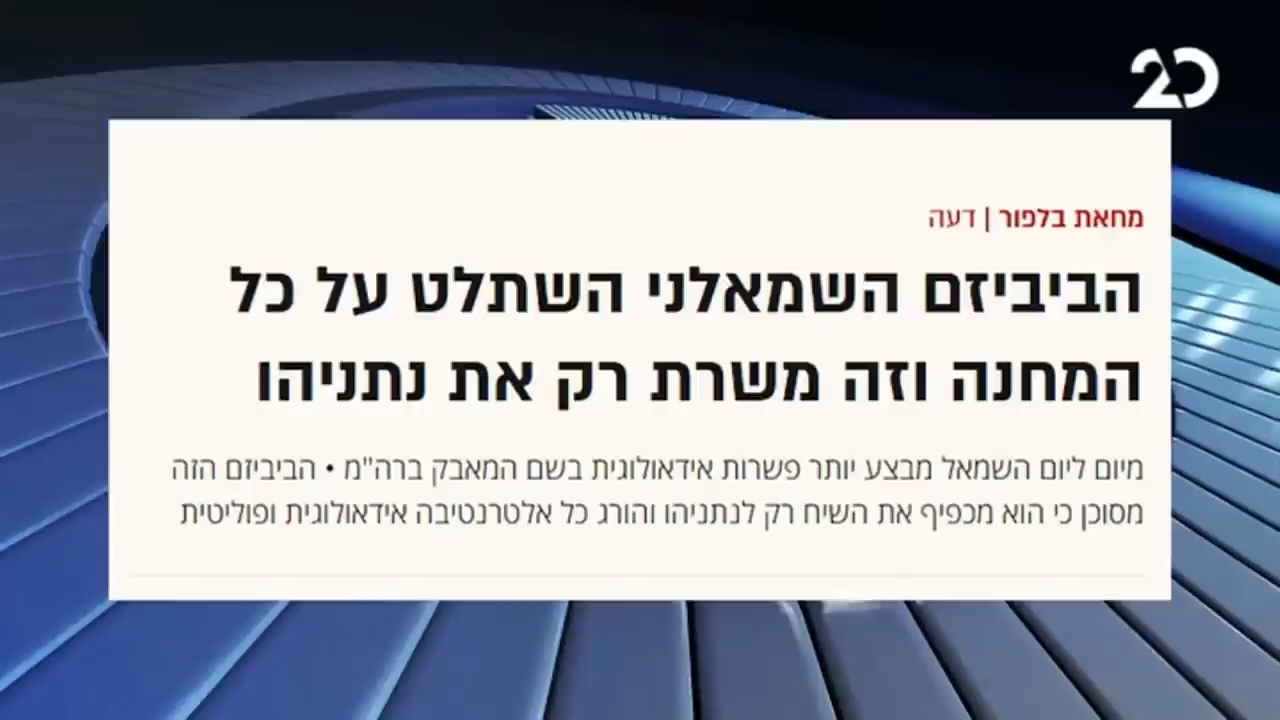 20
מחאת בלפור | דעה
הביביזם השמאלני השתלט על כל
המחנה וזה משרת רק את נתניהו
מיום ליום השמאל מבצע יותר פשרות אידאולוגית בשם המאבק ברה"מ • הביביזם הזה
מסוכן כי הוא מכפיף את השיח רק לנתניהו והורג כל אלטרנטיבה אידאולוגית ופוליטית